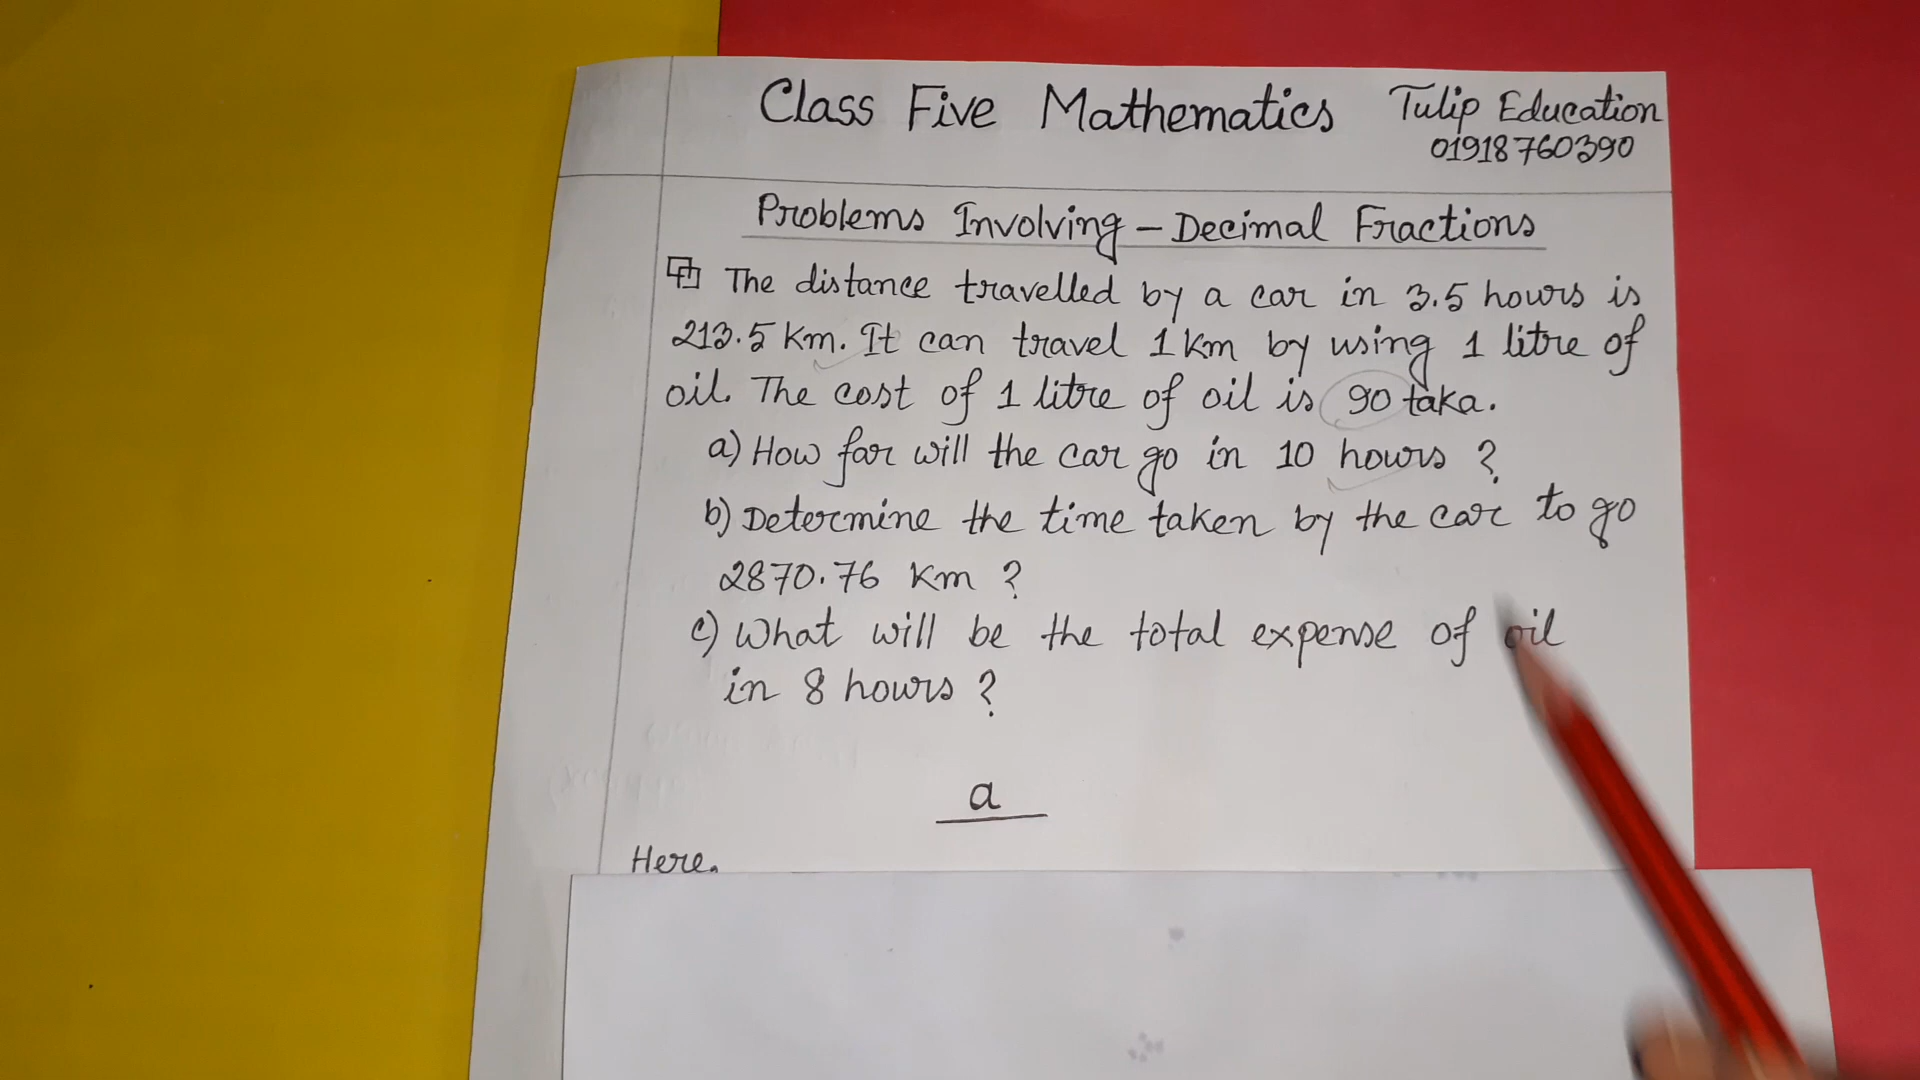 Class Five Mathematics Tulip Education
01918760390
Problems Involving - Decimal Fractions
The distance travelled by a car in 3.5 hours is
213.5 Km. It can travel 1 Km by using 1 litre of
oil. The cost of 1 litre of oil is 90 taka.
a) How far will the car go in 10 hours ?
b) Determine the time taken by the car to go
2870.76 Km ?
c) What will be the total expense of oil
in 8 hours ?
a
Here,